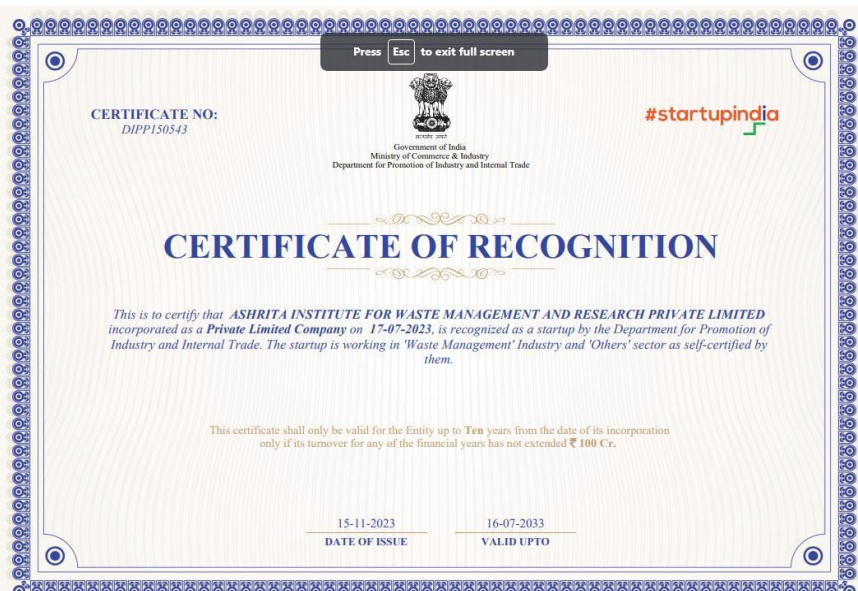 Press Esc to exit full screen
CERTIFICATE NO:
DIPP150543
#startupindia
सत्यमेव जयते
Government of India
Ministry of Commerce & Industry
Department for Promotion of Industry and Internal Trade
CERTIFICATE OF RECOGNITION
This is to certify that ASHRITA INSTITUTE FOR WASTE MANAGEMENT AND RESEARCH PRIVATE LIMITED
incorporated as a Private Limited Company on 17-07-2023, is recognized as a startup by the Department for Promotion of
Industry and Internal Trade. The startup is working in 'Waste Management' Industry and 'Others' sector as self-certified by
them.
This certificate shall only be valid for the Entity up to Ten years from the date of its incorporation
only if its turnover for any of the financial years has not extended ₹ 100 Cr.
15-11-2023 16-07-2033
DATE OF ISSUE VALID UPTO